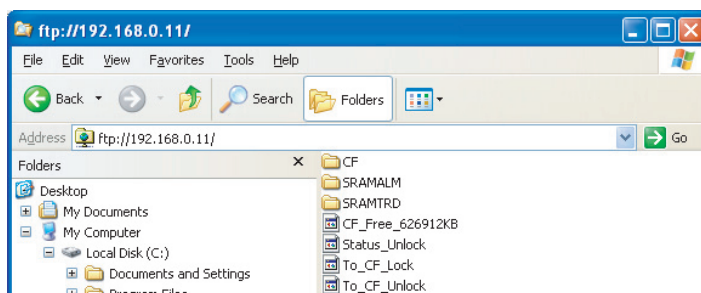 ftp://192.168.0.11/
File Edit View Favorites Tools Help
Back Search Folders
Address ftp://192.168.0.11/ Go
Folders
Desktop
My Documents
My Computer
Local Disk (C:)
Documents and Settings
Program Files
CF
SRAMALM
SRAMTRD
CF_Free_626912KB
Status_Unlock
To_CF_Lock
To_CF_Unlock